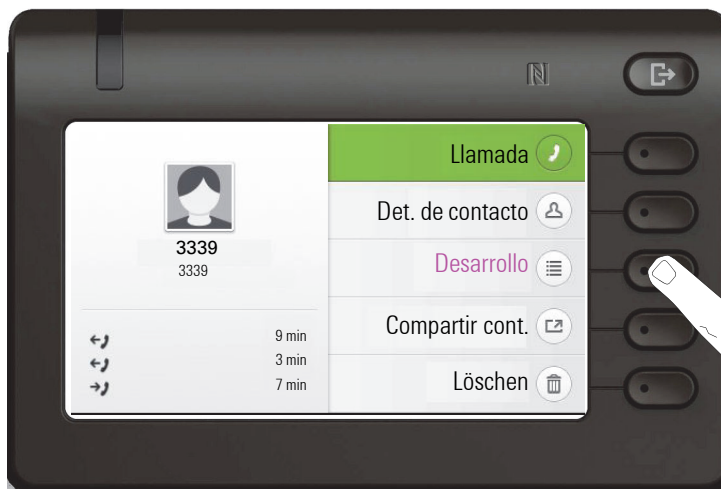 3339
3339
9 min
3 min
7 min
Llamada
Det. de contacto
Desarrollo
Compartir cont.
Löschen